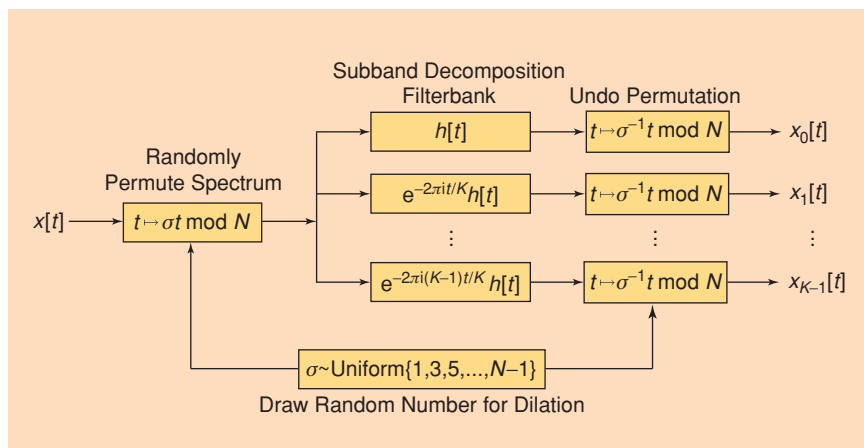 Subband Decomposition
Filterbank
Undo Permutation
Randomly
Permute Spectrum
h[t]
t↦σ⁻¹t mod N
x₀[t]
x[t]
t↦σt mod N
e⁻²πⁱᵗ/ᴷh[t]
t↦σ⁻¹t mod N
x₁[t]
⋮
⋮
⋮
e⁻²πⁱ⁽ᴷ⁻¹⁾ᵗ/ᴷ h[t]
t↦σ⁻¹t mod N
x_{K–1}[t]
σ~Uniform{1,3,5,...,N–1}
Draw Random Number for Dilation